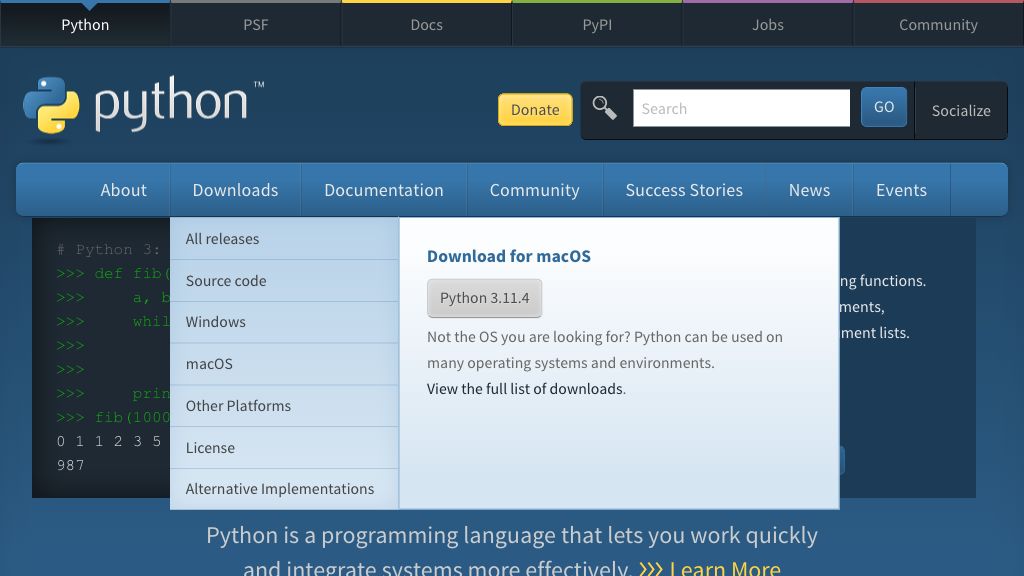 Python PSF Docs PyPI Jobs Community
python™
Donate Search GO Socialize
About Downloads Documentation Community Success Stories News Events
# Python 3:
>>> def fib(
>>> a, b
>>> whil
>>>
>>>
>>> prin
>>> fib(1000
0 1 1 2 3 5
987
All releases
Source code
Windows
macOS
Other Platforms
License
Alternative Implementations
Download for macOS
Python 3.11.4
Not the OS you are looking for? Python can be used on
many operating systems and environments.
View the full list of downloads.
ng functions.
ments,
ment lists.
Python is a programming language that lets you work quickly
and integrate systems more effectively. >>> Learn More